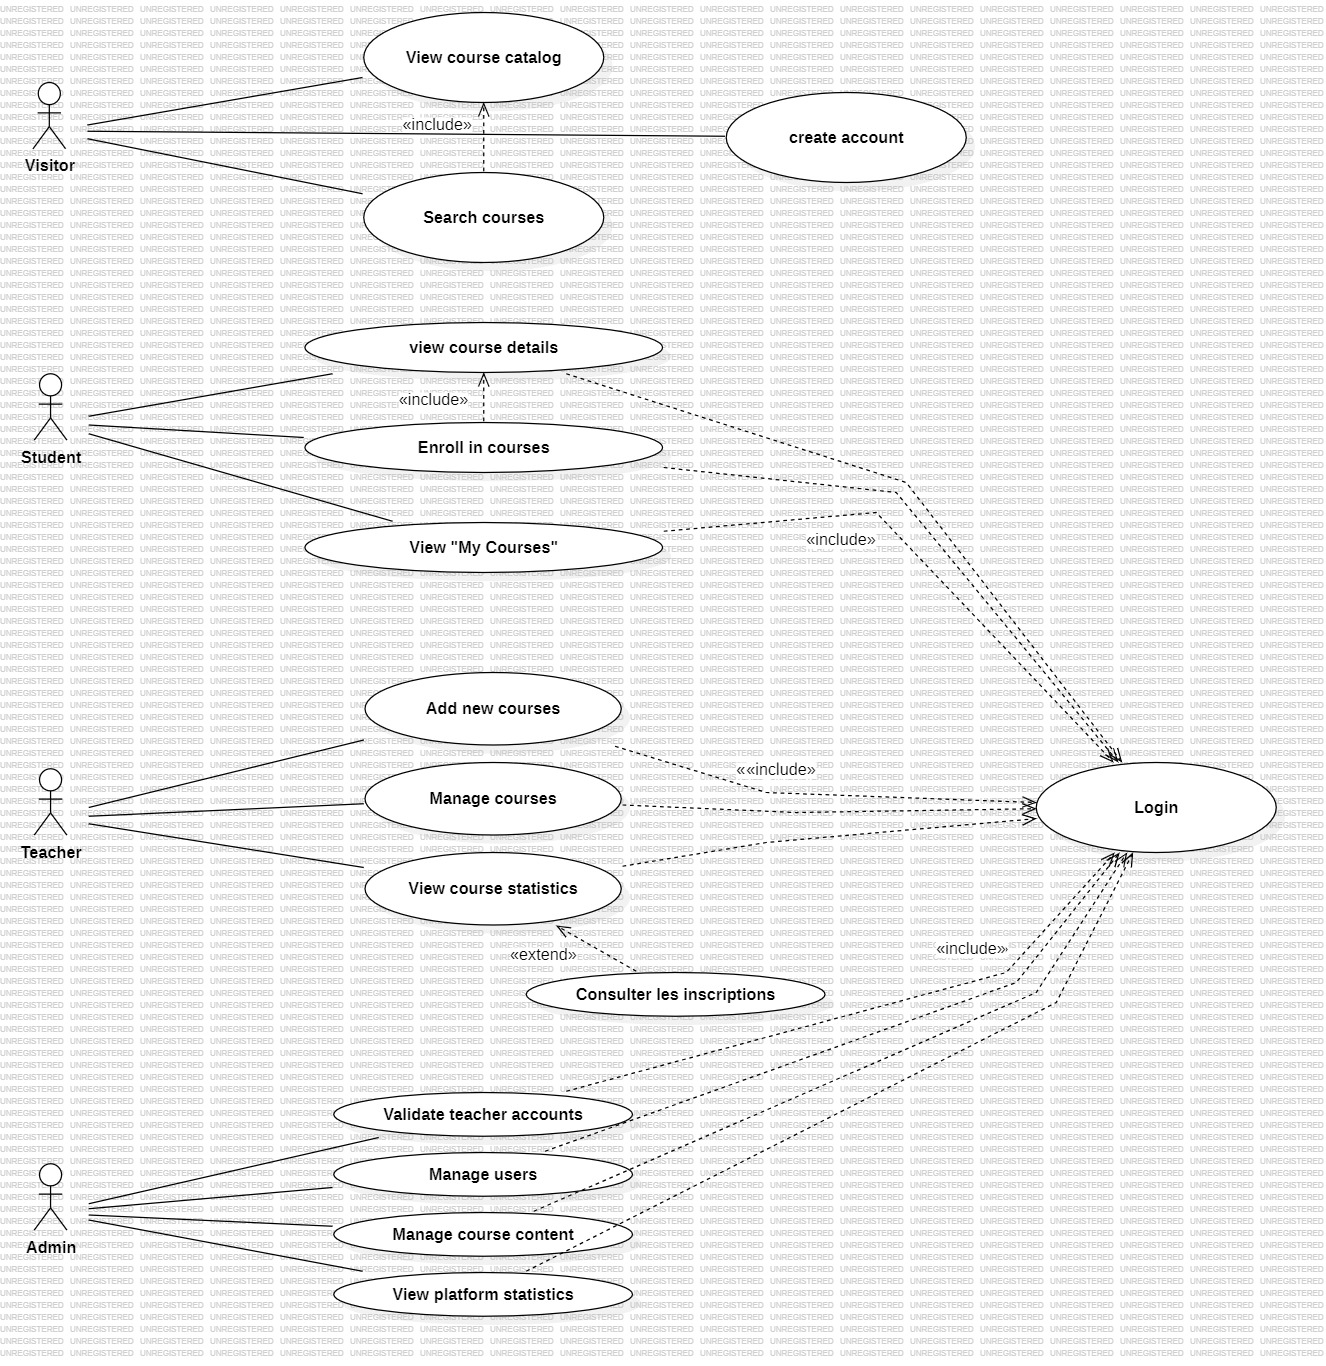 View course catalog
«include»
create account
Visitor
Search courses
view course details
«include»
Enroll in courses
Student
View "My Courses"
«include»
Add new courses
««include»
Manage courses
Login
Teacher
View course statistics
«include»»
«extend»
Consulter les inscriptions
Validate teacher accounts
Manage users
Manage course content
Admin
View platform statistics
UNREGISTERED